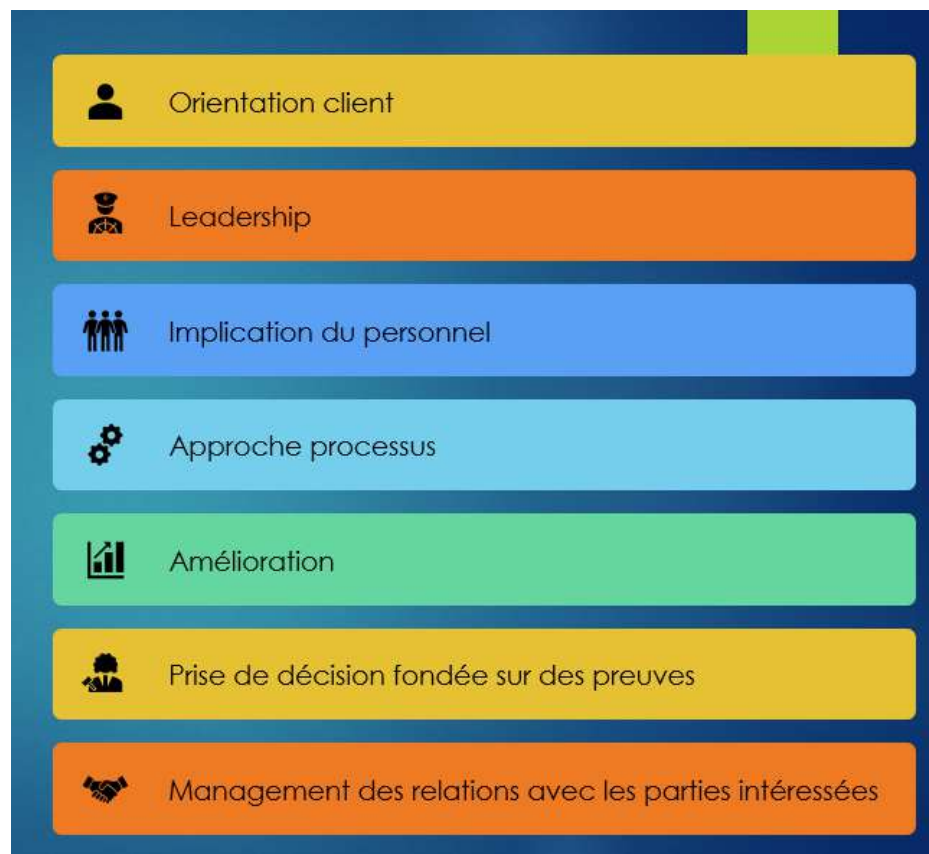 Orientation client
Leadership
Implication du personnel
Approche processus
Amélioration
Prise de décision fondée sur des preuves
Management des relations avec les parties intéressées